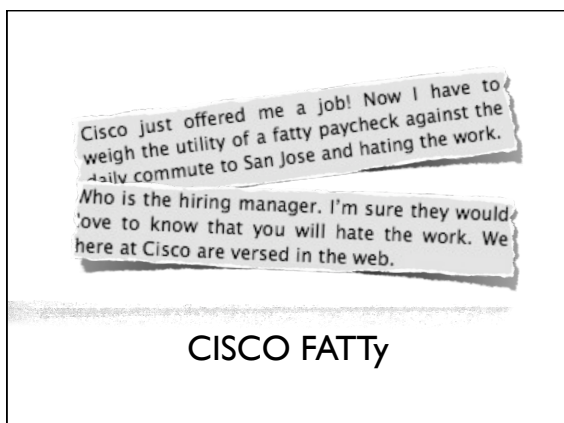 Cisco just offered me a job! Now I have to
weigh the utility of a fatty paycheck against the
daily commute to San Jose and hating the work.
Who is the hiring manager. I'm sure they would
love to know that you will hate the work. We
here at Cisco are versed in the web.
CISCO FATTy